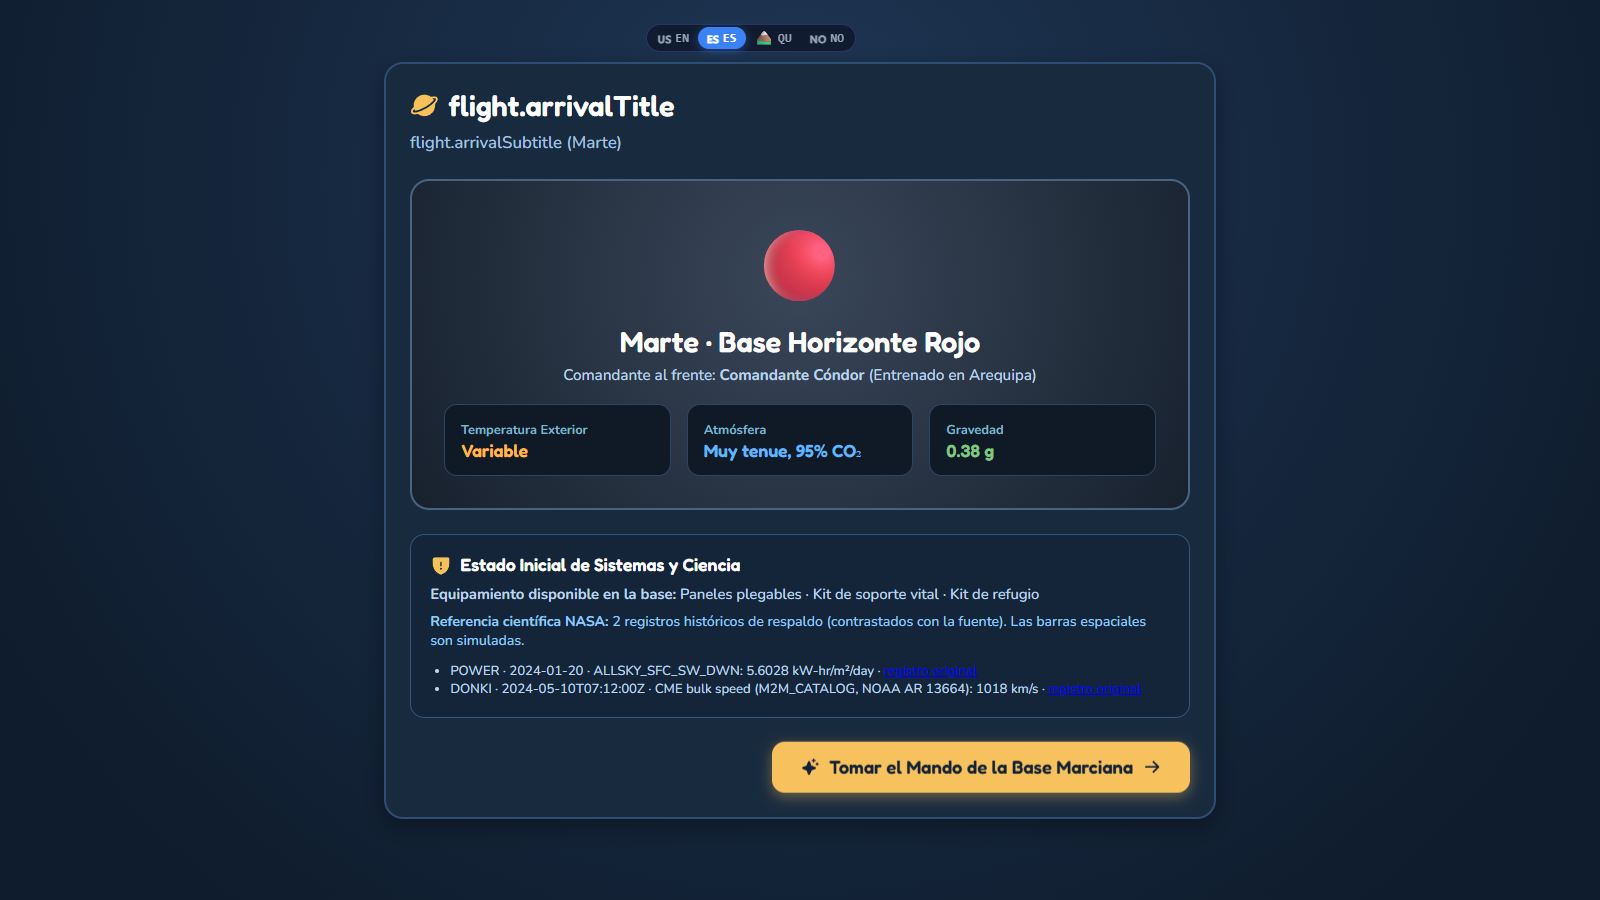 US EN ES ES QU NO NO
flight.arrivalTitle
flight.arrivalSubtitle (Marte)
Marte · Base Horizonte Rojo
Comandante al frente: Comandante Cóndor (Entrenado en Arequipa)
Temperatura Exterior
Variable
Atmósfera
Muy tenue, 95% CO₂
Gravedad
0.38 g
Estado Inicial de Sistemas y Ciencia
Equipamiento disponible en la base: Paneles plegables · Kit de soporte vital · Kit de refugio
Referencia científica NASA: 2 registros históricos de respaldo (contrastados con la fuente). Las barras espaciales
son simuladas.
• POWER · 2024-01-20 · ALLSKY_SFC_SW_DWN: 5.6028 kW-hr/m²/day · registro original
• DONKI · 2024-05-10T07:12:00Z · CME bulk speed (M2M_CATALOG, NOAA AR 13664): 1018 km/s · registro original
Tomar el Mando de la Base Marciana →